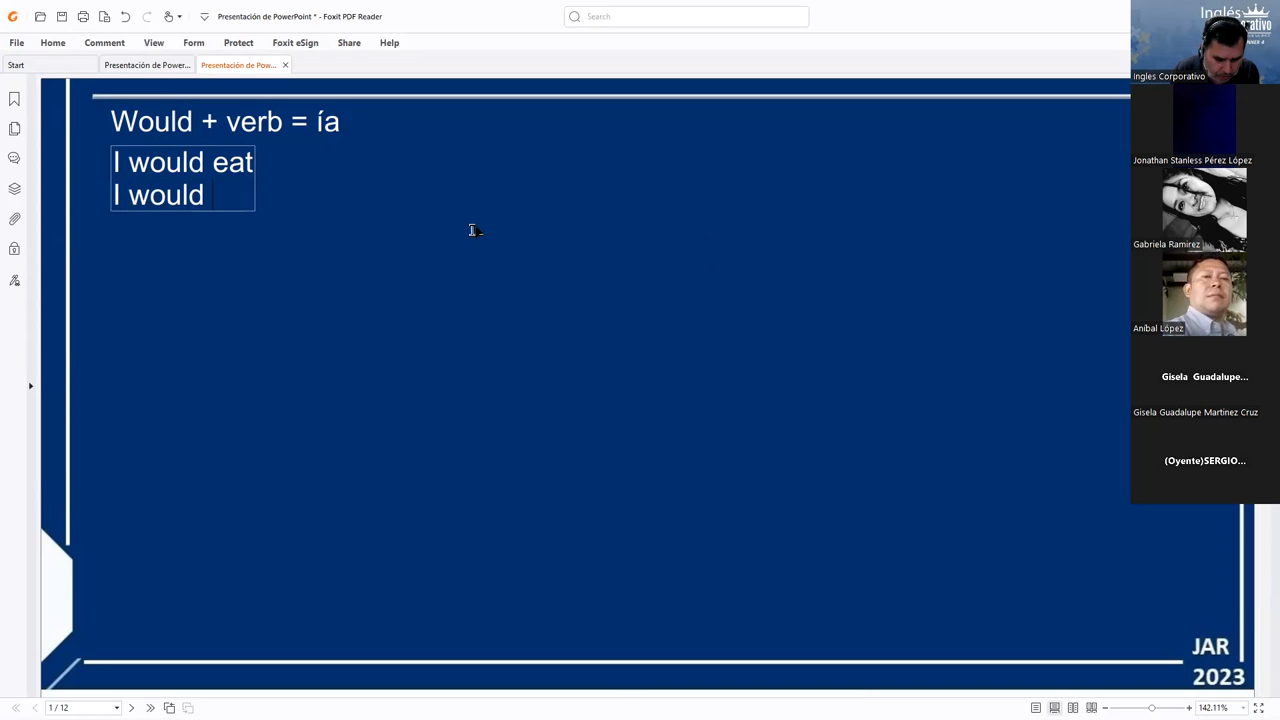 Presentación de PowerPoint * - Foxit PDF Reader
Search
File Home Comment View Form Protect Foxit eSign Share Help
Start
Presentación de Power...
Presentación de Pow...
Would + verb = ía
I would eat
I would
JAR
2023
Inglés
Ingles Corporativo
Jonathan Stanless Pérez López
Gabriela Ramirez
Aníbal López
Gisela Guadalupe...
Gisela Guadalupe Martinez Cruz
(Oyente)SERGIO...
1 / 12
142.11%